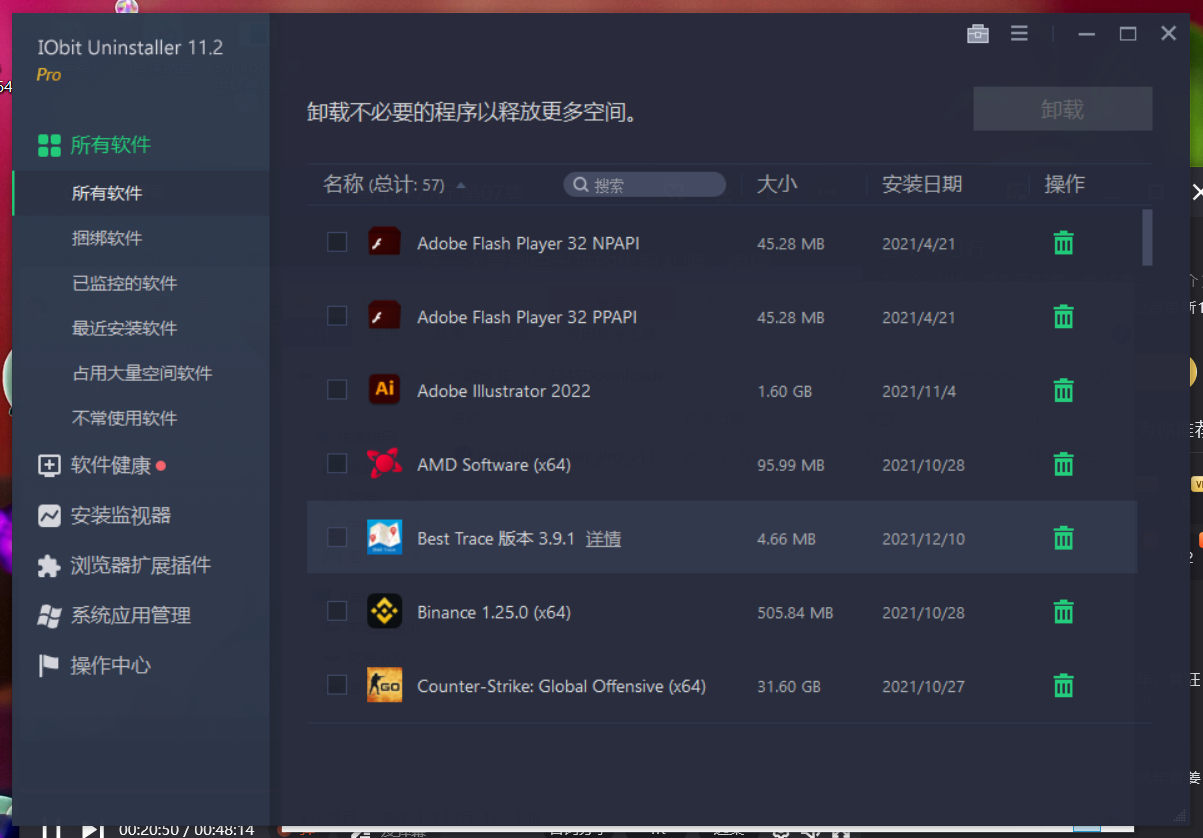 IObit Uninstaller 11.2
Pro
所有软件
所有软件
捆绑软件
已监控的软件
最近安装软件
占用大量空间软件
不常使用软件
软件健康
安装监视器
浏览器扩展插件
系统应用管理
操作中心
卸载不必要的程序以释放更多空间。
卸载
名称 (总计: 57) 搜索 大小 安装日期 操作
Adobe Flash Player 32 NPAPI 45.28 MB 2021/4/21
Adobe Flash Player 32 PPAPI 45.28 MB 2021/4/21
Ai Adobe Illustrator 2022 1.60 GB 2021/11/4
AMD Software (x64) 95.99 MB 2021/10/28
Best Trace 版本 3.9.1 详情 4.66 MB 2021/12/10
Binance 1.25.0 (x64) 505.84 MB 2021/10/28
GO Counter-Strike: Global Offensive (x64) 31.60 GB 2021/10/27
00:20:50 / 00:48:14